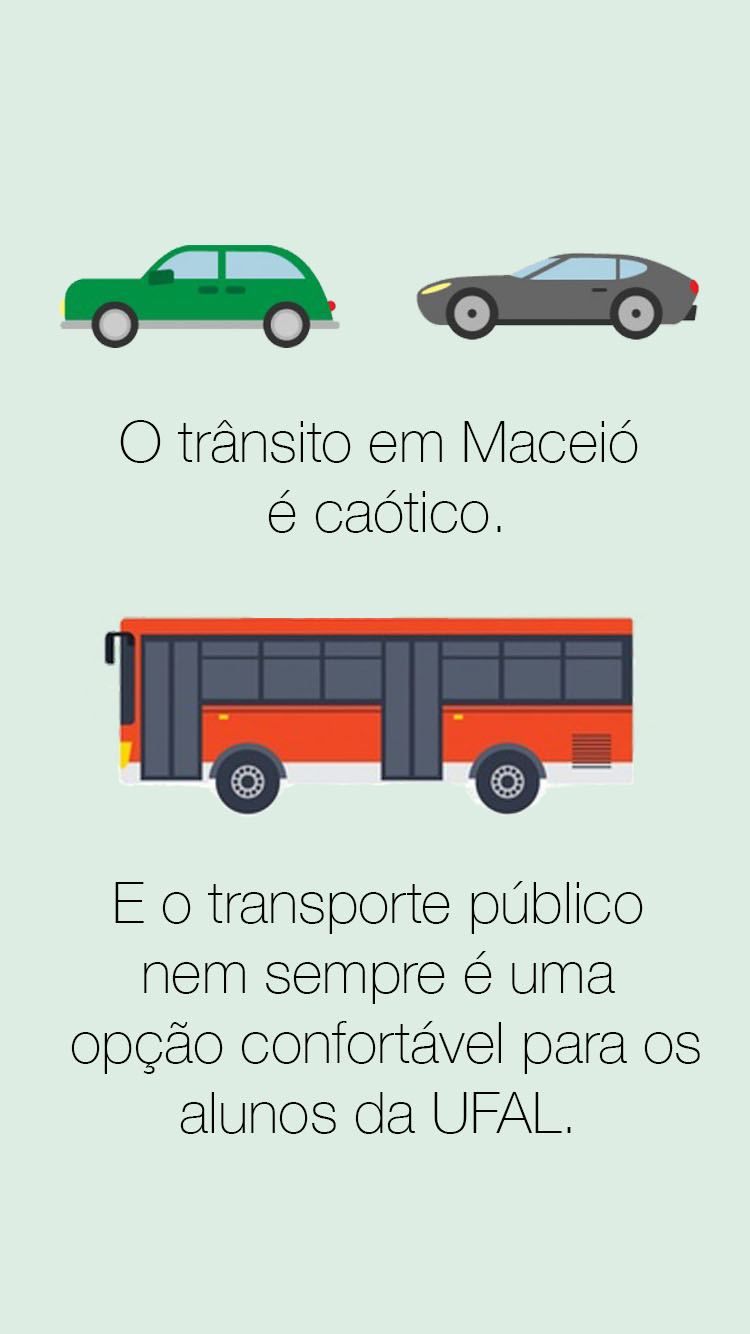 O trânsito em Maceió
é caótico.
E o transporte público
nem sempre é uma
opção confortável para os
alunos da UFAL.